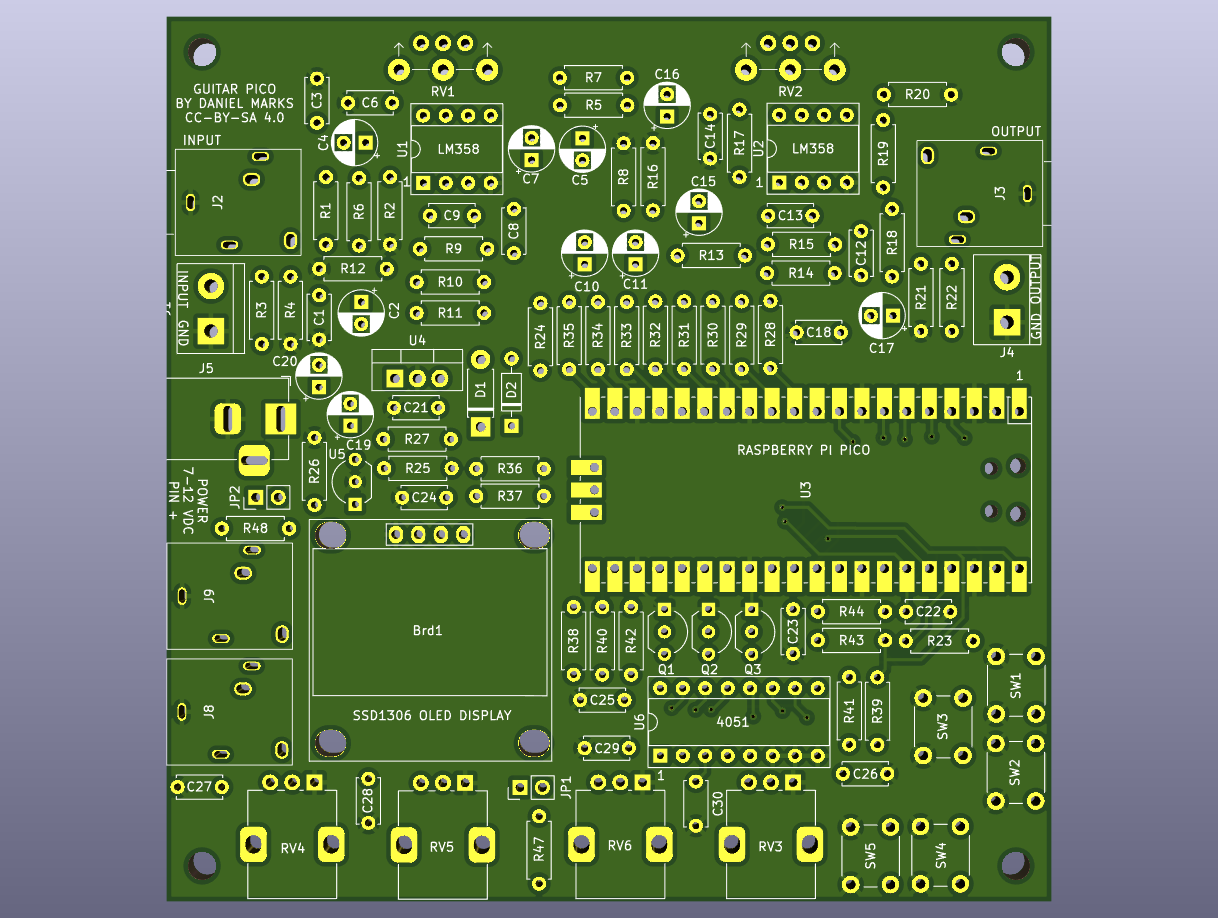 GUITAR PICO
BY DANIEL MARKS
CC-BY-SA 4.0
INPUT
OUTPUT
C3
C6
C4
RV1
U1
LM358
1
R7
R5
C16
C7
C5
R8
R16
C14
R17
RV2
U2
LM358
1
R20
R19
J3
J2
R1
R6
R2
C9
C8
R9
R10
R11
R12
C15
C13
R15
R14
R13
C12
R18
C10
C11
INPUT
GND
R3
R4
C1
C2
R24
R35
R34
R33
R32
R31
R30
R29
R28
C18
C17
R21
R22
GND OUTPUT
J4
J5
C20
U4
D1
D2
C21
C19
R27
U5
R26
R25
C24
R36
R37
1
RASPBERRY PI PICO
U3
POWER
7-12 VDC
PIN +
JP2
R48
J9
J8
Brd1
SSD1306 OLED DISPLAY
R38
R40
R42
Q1
Q2
Q3
C23
R44
R43
C22
R23
C25
U6
4051
1
C29
R41
R39
C26
SW1
SW3
SW2
C27
C28
JP1
C30
RV4
RV5
R47
RV6
RV3
SW5
SW4